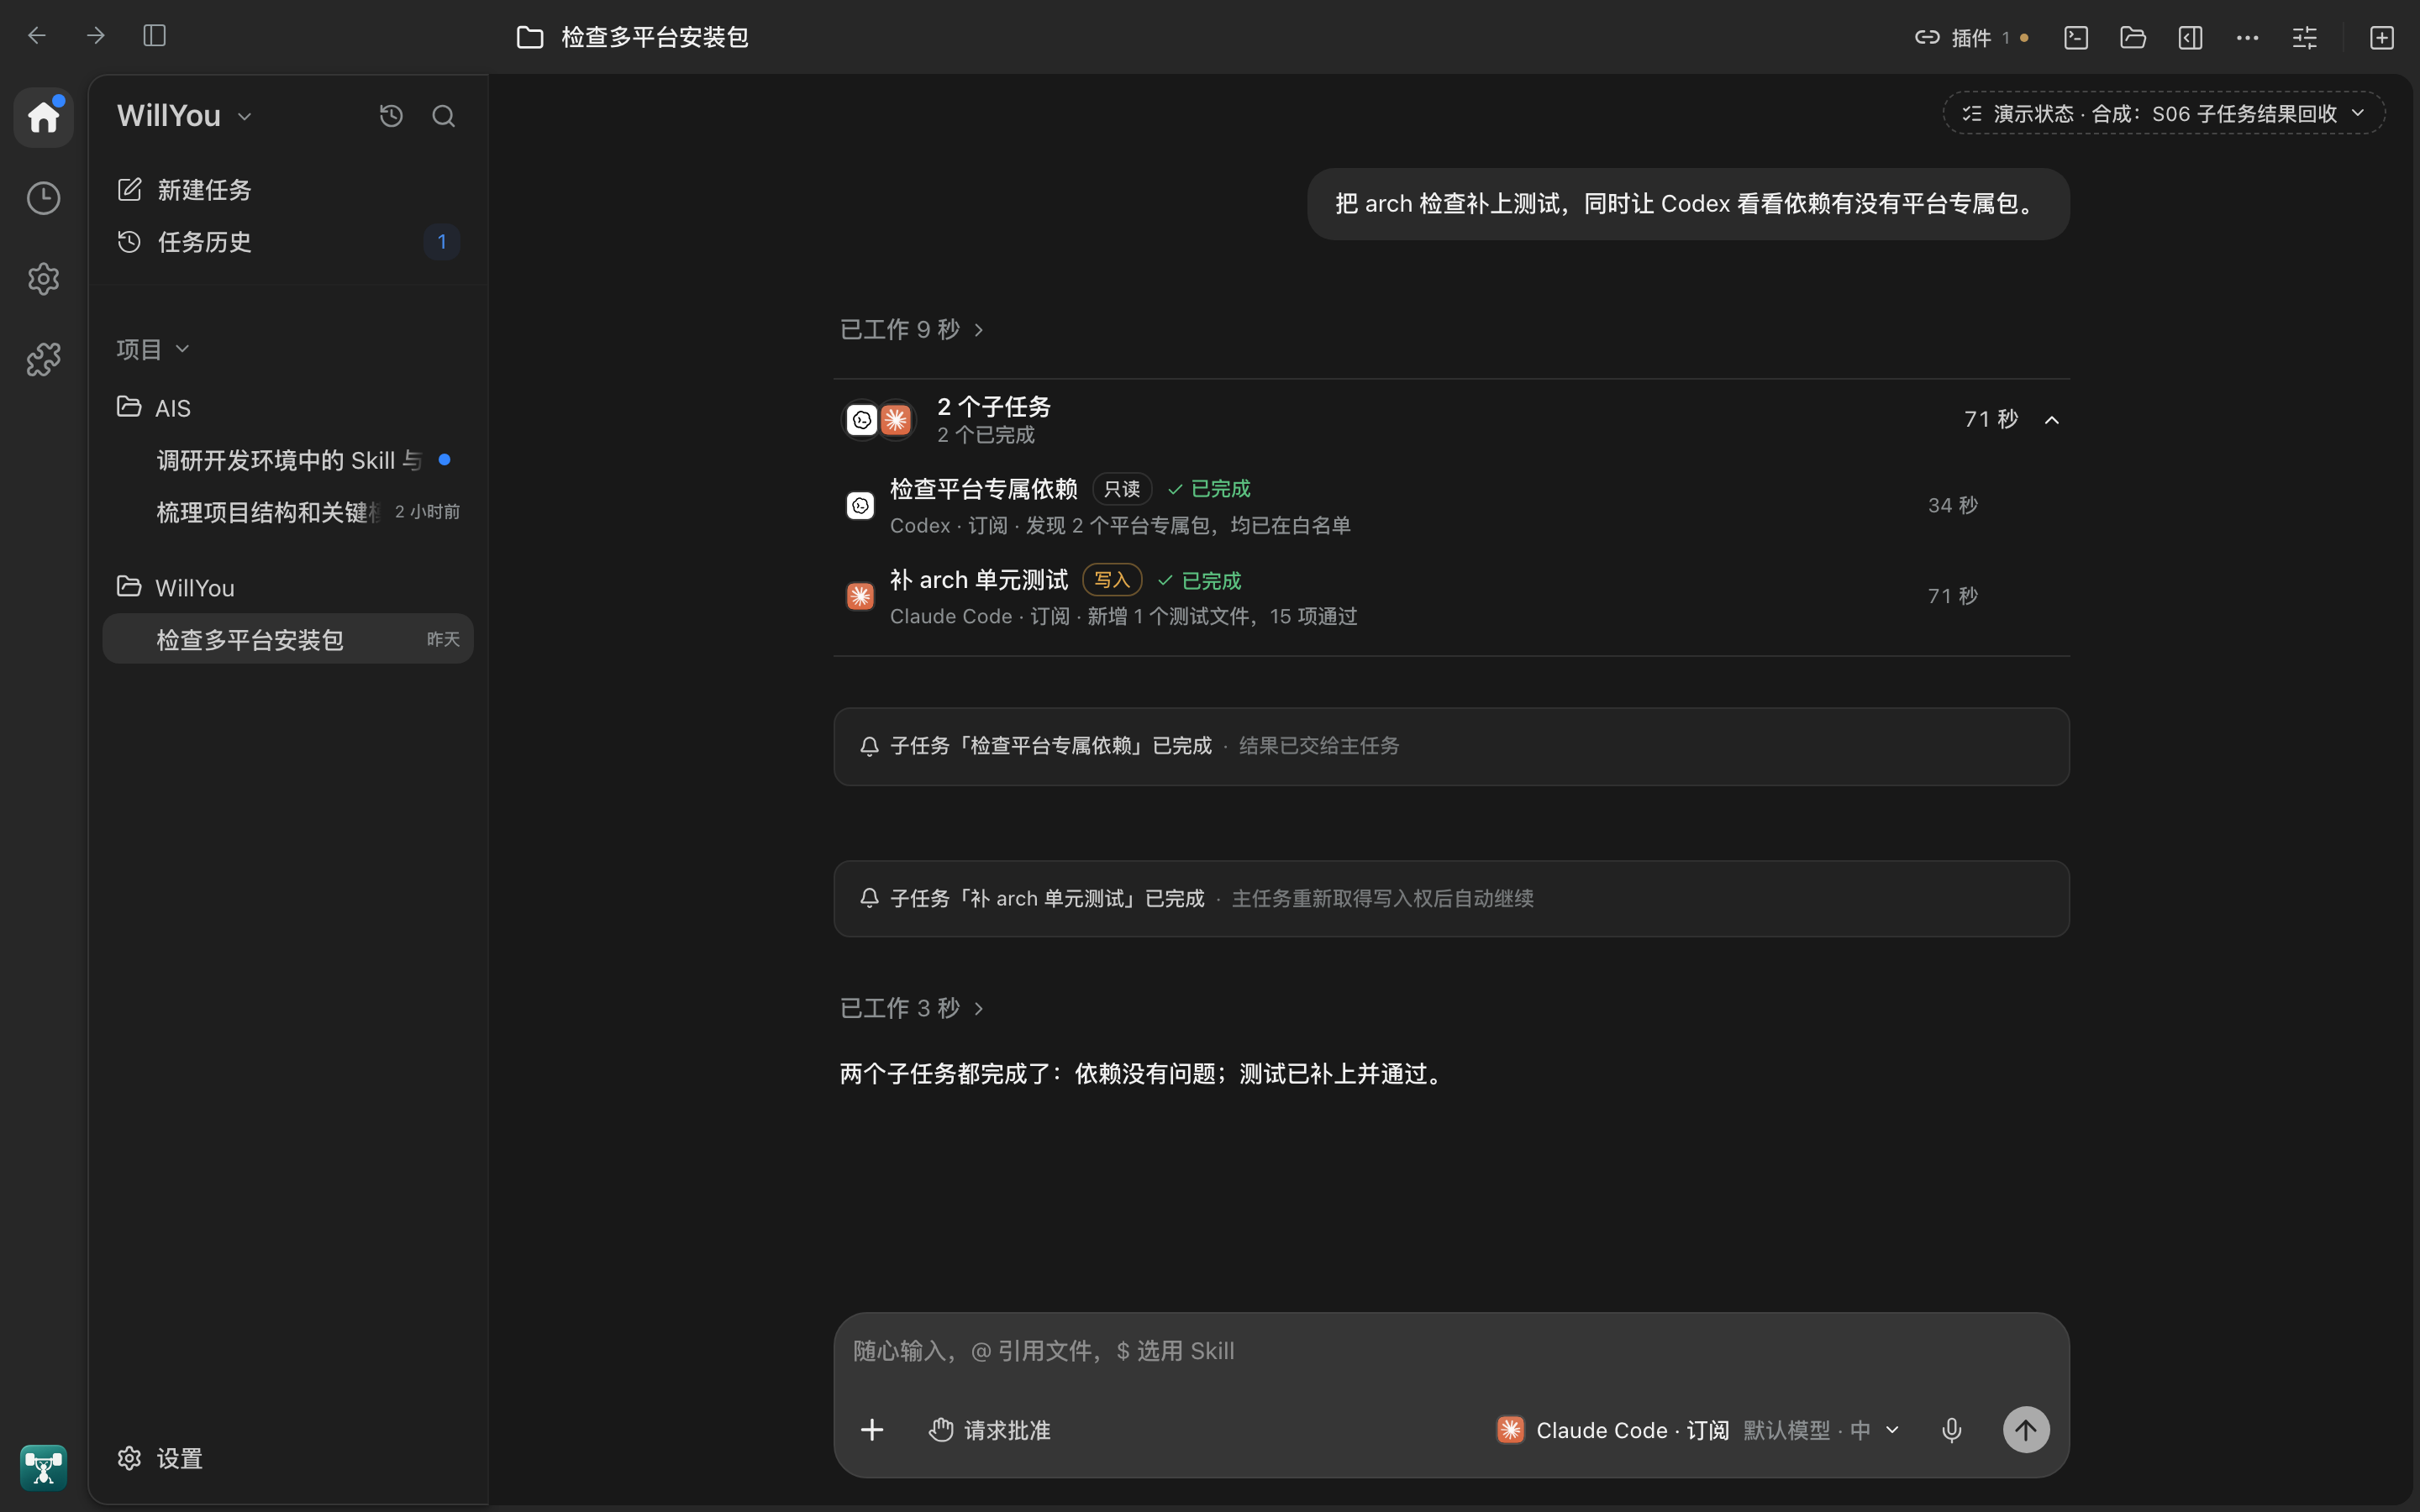 检查多平台安装包
插件 1
WillYou
演示状态 · 合成：S06 子任务结果回收
新建任务
任务历史 1
项目
AIS
调研开发环境中的 Skill 与
梳理项目结构和关键 2 小时前
WillYou
检查多平台安装包 昨天
设置
把 arch 检查补上测试，同时让 Codex 看看依赖有没有平台专属包。
已工作 9 秒
2 个子任务
2 个已完成
71 秒
检查平台专属依赖 只读 已完成
Codex · 订阅 · 发现 2 个平台专属包，均已在白名单
34 秒
补 arch 单元测试 写入 已完成
Claude Code · 订阅 · 新增 1 个测试文件，15 项通过
71 秒
子任务「检查平台专属依赖」已完成 · 结果已交给主任务
子任务「补 arch 单元测试」已完成 · 主任务重新取得写入权后自动继续
已工作 3 秒
两个子任务都完成了：依赖没有问题；测试已补上并通过。
随心输入，@ 引用文件，$ 选用 Skill
请求批准
Claude Code · 订阅 默认模型 · 中